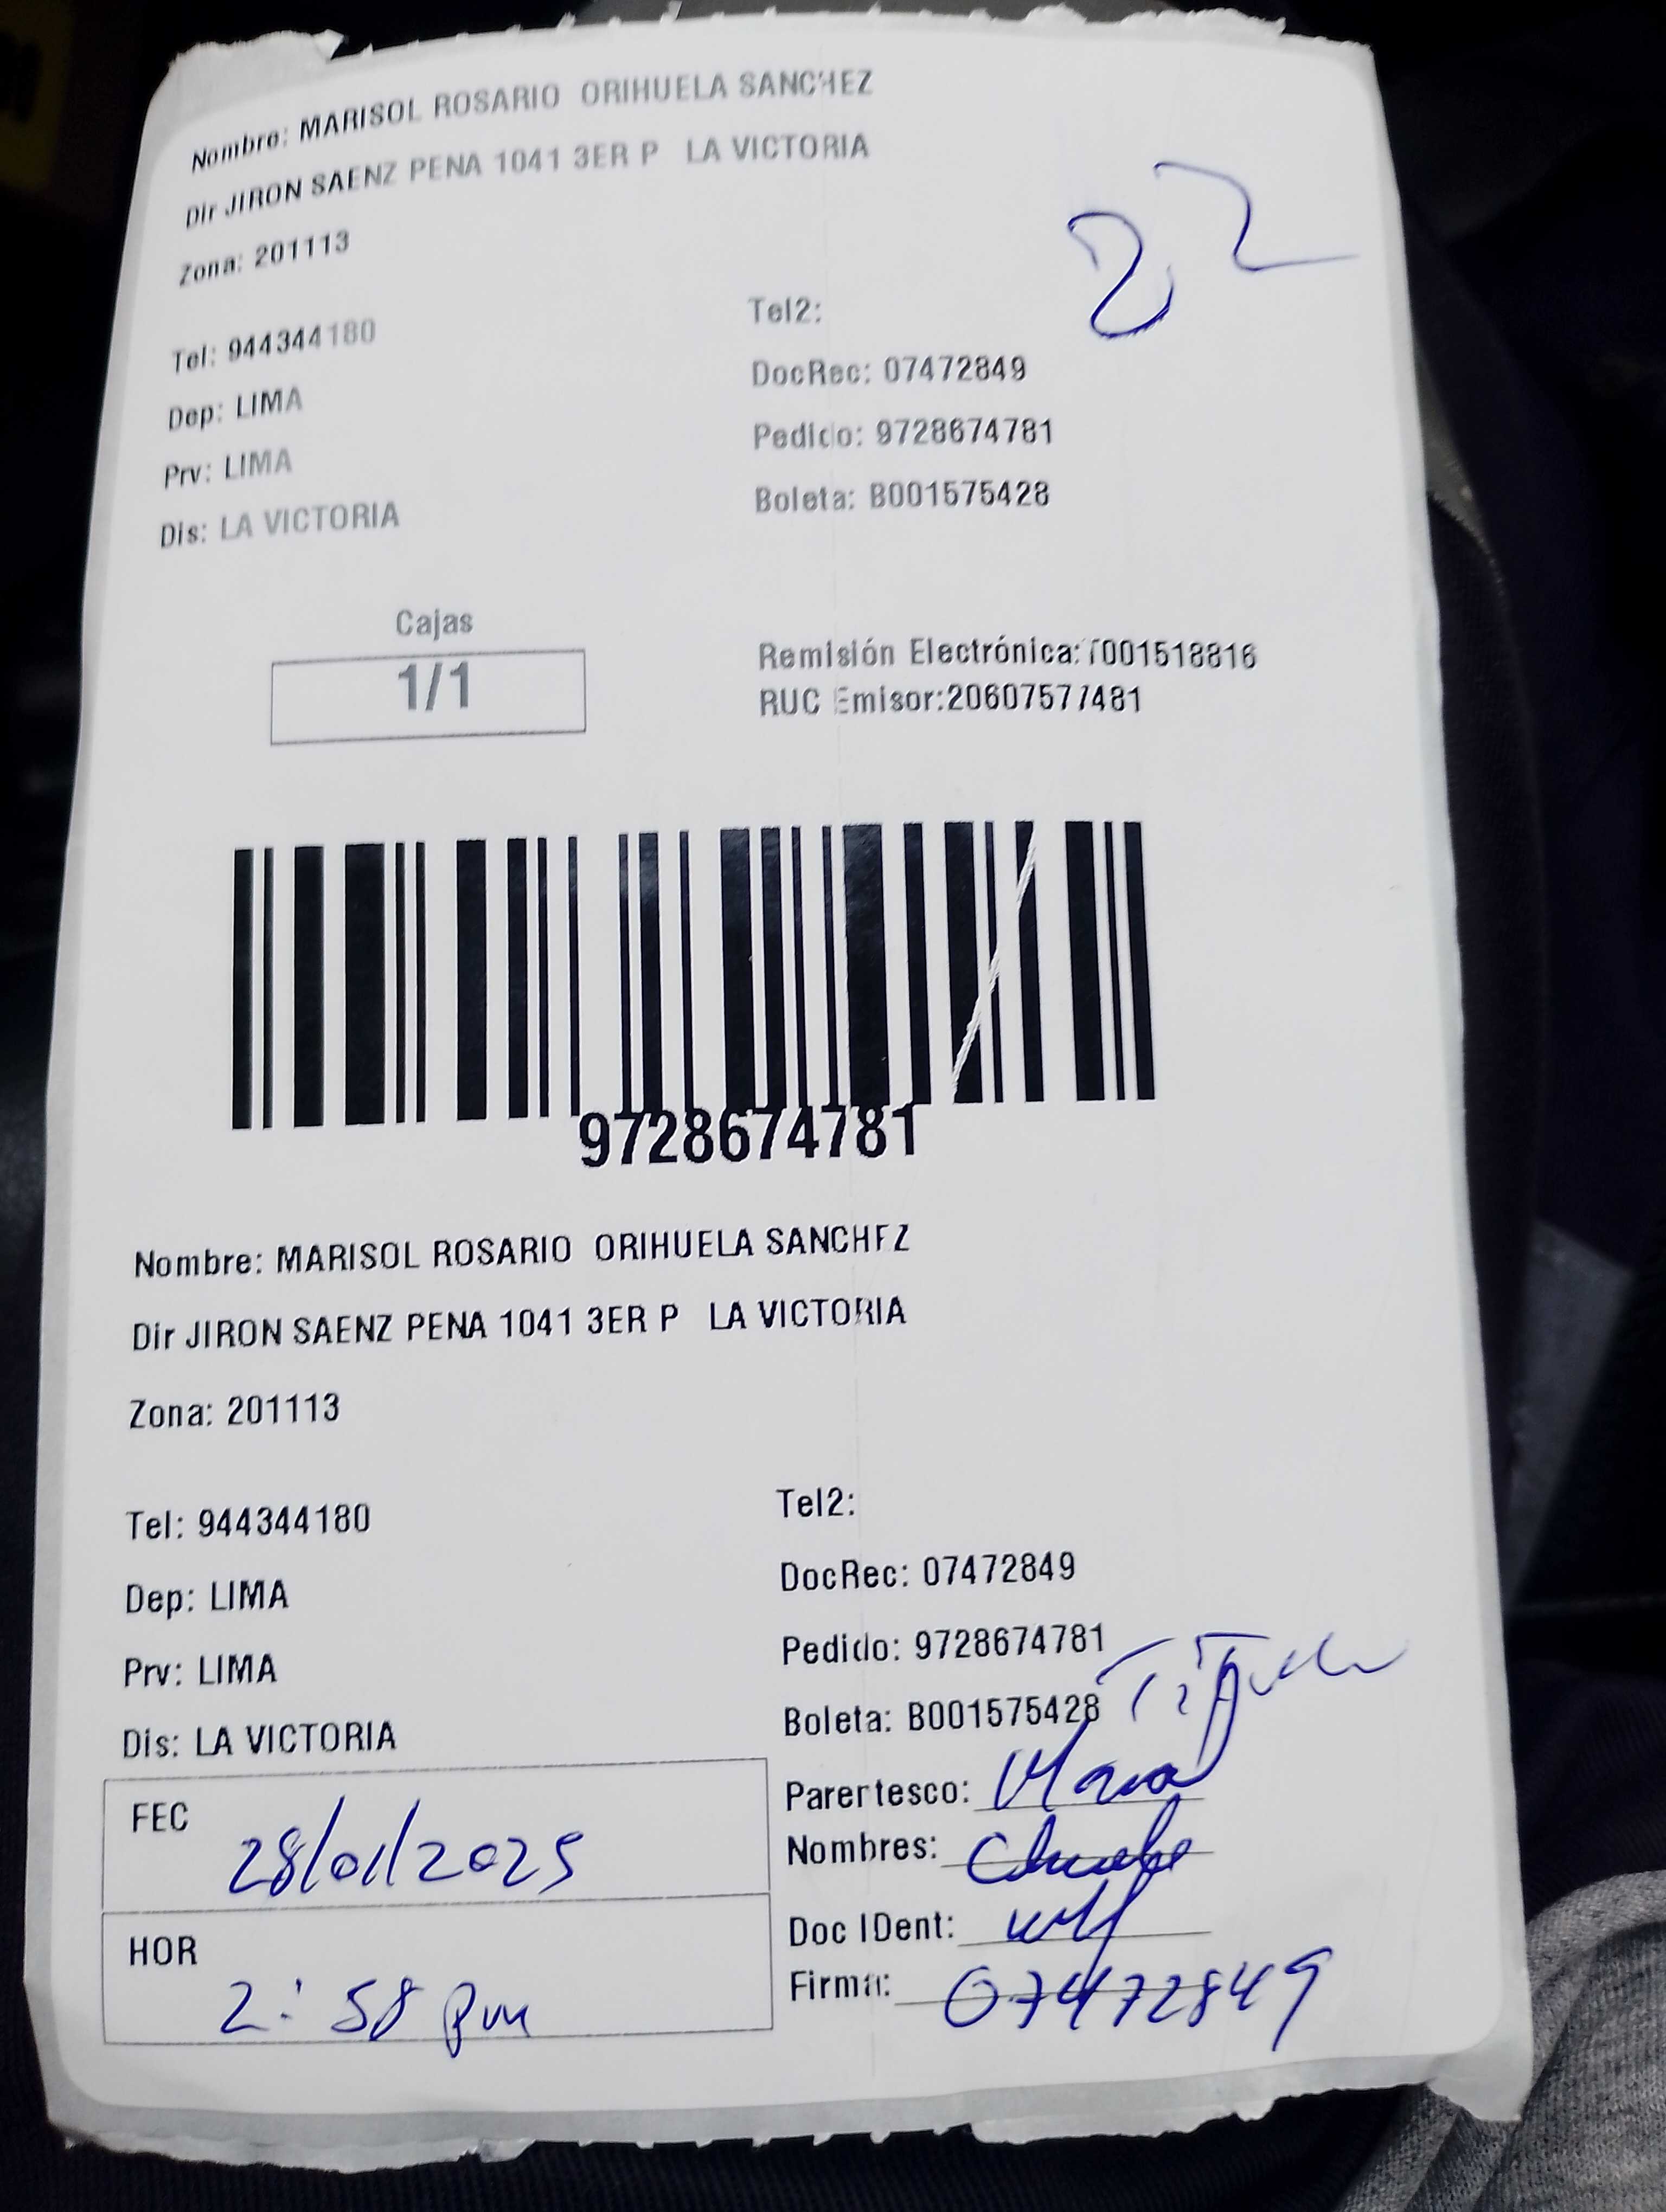 Nombre: MARISOL ROSARIO ORIHUELA SANCHEZ
Dir JIRON SAENZ PENA 1041 3ER P LA VICTORIA
22
Zona: 201113
Tel: 944344180 Tel2:
Dep: LIMA DocRec: 07472849
Prv: LIMA Pedido: 9728674781
Dis: LA VICTORIA Boleta: B001575428
Cajas
1/1
Remisión Electrónica:T001518816
RUC Emisor:20607577481
9728674781
Nombre: MARISOL ROSARIO ORIHUELA SANCHEZ
Dir JIRON SAENZ PENA 1041 3ER P LA VICTORIA
Zona: 201113
Tel: 944344180 Tel2:
Dep: LIMA DocRec: 07472849
Prv: LIMA Pedido: 9728674781
Dis: LA VICTORIA Boleta: B001575428
FEC 28/01/2025
HOR 2:58 pm
Parentesco:
Nombres:
Doc IDent:
Firma: 07472849